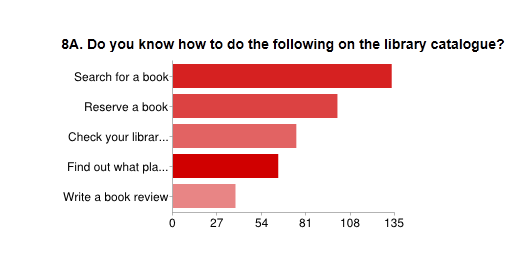 8A. Do you know how to do the following on the library catalogue?
Search for a book
Reserve a book
Check your librar...
Find out what pla...
Write a book review
0 27 54 81 108 135